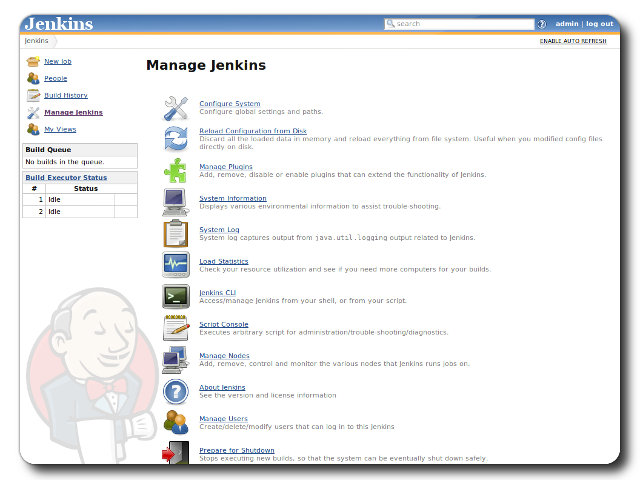 Jenkins
search
admin | log out
Jenkins
ENABLE AUTO REFRESH
New Job
People
Build History
Manage Jenkins
My Views
Build Queue
No builds in the queue.
Build Executor Status
# Status
1 Idle
2 Idle
Manage Jenkins
Configure System
Configure global settings and paths.
Reload Configuration from Disk
Discard all the loaded data in memory and reload everything from file system. Useful when you modified config files
directly on disk.
Manage Plugins
Add, remove, disable or enable plugins that can extend the functionality of Jenkins.
System Information
Displays various environmental information to assist trouble-shooting.
System Log
System log captures output from java.util.logging output related to Jenkins.
Load Statistics
Check your resource utilization and see if you need more computers for your builds.
Jenkins CLI
Access/manage Jenkins from your shell, or from your script.
Script Console
Executes arbitrary script for administration/trouble-shooting/diagnostics.
Manage Nodes
Add, remove, control and monitor the various nodes that Jenkins runs jobs on.
About Jenkins
See the version and license information
Manage Users
Create/delete/modify users that can log in to this Jenkins
Prepare for Shutdown
Stops executing new builds, so that the system can be eventually shut down safely.